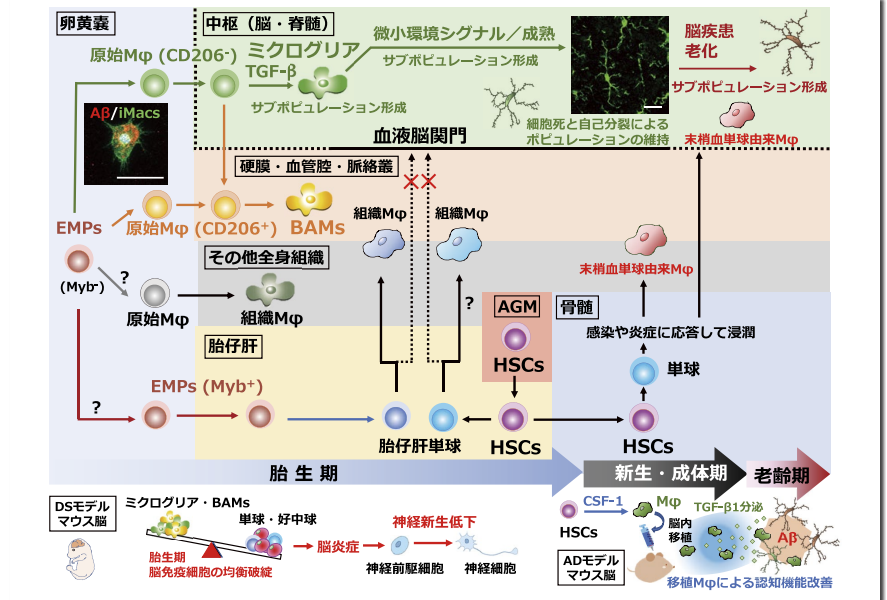 卵黄嚢
中枢（脳・脊髄）
原始Mφ (CD206-)
ミクログリア
TGF-β
サブポピュレーション形成
微小環境シグナル／成熟
サブポピュレーション形成
脳疾患
老化
サブポピュレーション形成
細胞死と自己分裂による
ポピュレーションの維持
末梢血単球由来Mφ
Aβ/iMacs
血液脳関門
硬膜・血管腔・脈絡叢
EMPs
原始Mφ (CD206+)
BAMs
組織Mφ
組織Mφ
(Myb-)
?
原始Mφ
その他全身組織
組織Mφ
末梢血単球由来Mφ
?
AGM
HSCs
骨髄
感染や炎症に応答して浸潤
単球
胎仔肝
EMPs (Myb+)
?
胎仔肝単球
HSCs
HSCs
胎 生 期
新生・成体期
老齢期
DSモデル
マウス脳
ミクログリア・BAMs
単球・好中球
胎生期
脳免疫細胞の均衡破綻
脳炎症
神経新生低下
神経前駆細胞
神経細胞
HSCs
CSF-1
Mφ
脳内
移植
TGF-β1分泌
Aβ
ADモデル
マウス脳
移植Mφによる認知機能改善